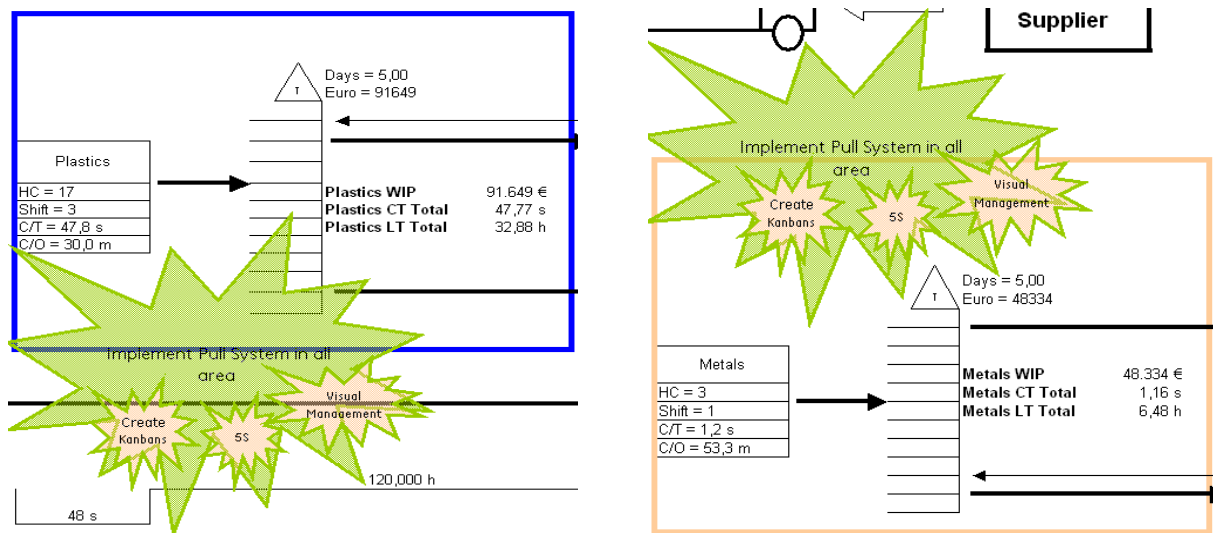 Days = 5,00
Euro = 91649
I
Plastics
HC = 17
Shift = 3
C/T = 47,8 s
C/O = 30,0 m
Plastics WIP 91.649 €
Plastics CT Total 47,77 s
Plastics LT Total 32,88 h
Implement Pull System in all
area
Create
Kanbans
5S
Visual
Management
120,000 h
48 s
Supplier
Implement Pull System in all
area
Create
Kanbans
5S
Visual
Management
Days = 5,00
Euro = 48334
I
Metals
HC = 3
Shift = 1
C/T = 1,2 s
C/O = 53,3 m
Metals WIP 48.334 €
Metals CT Total 1,16 s
Metals LT Total 6,48 h